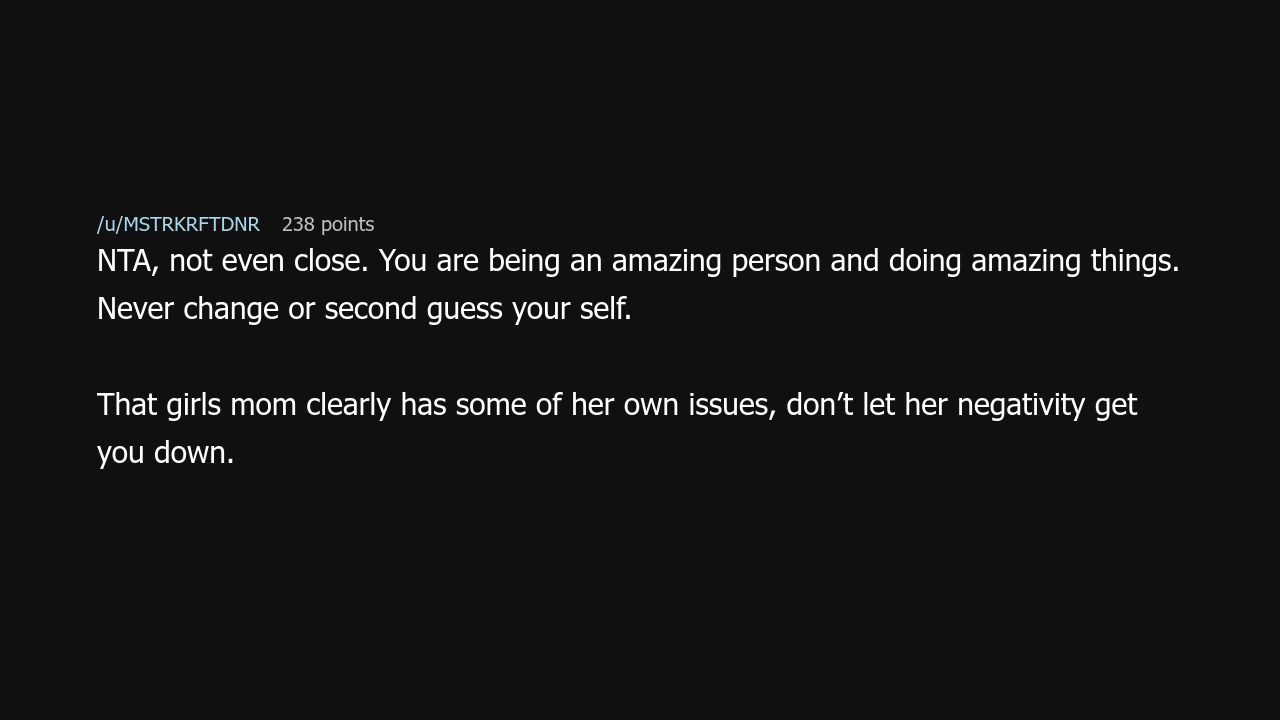 /u/MSTRKRFTDNR 238 points
NTA, not even close. You are being an amazing person and doing amazing things.
Never change or second guess your self.
That girls mom clearly has some of her own issues, don’t let her negativity get
you down.